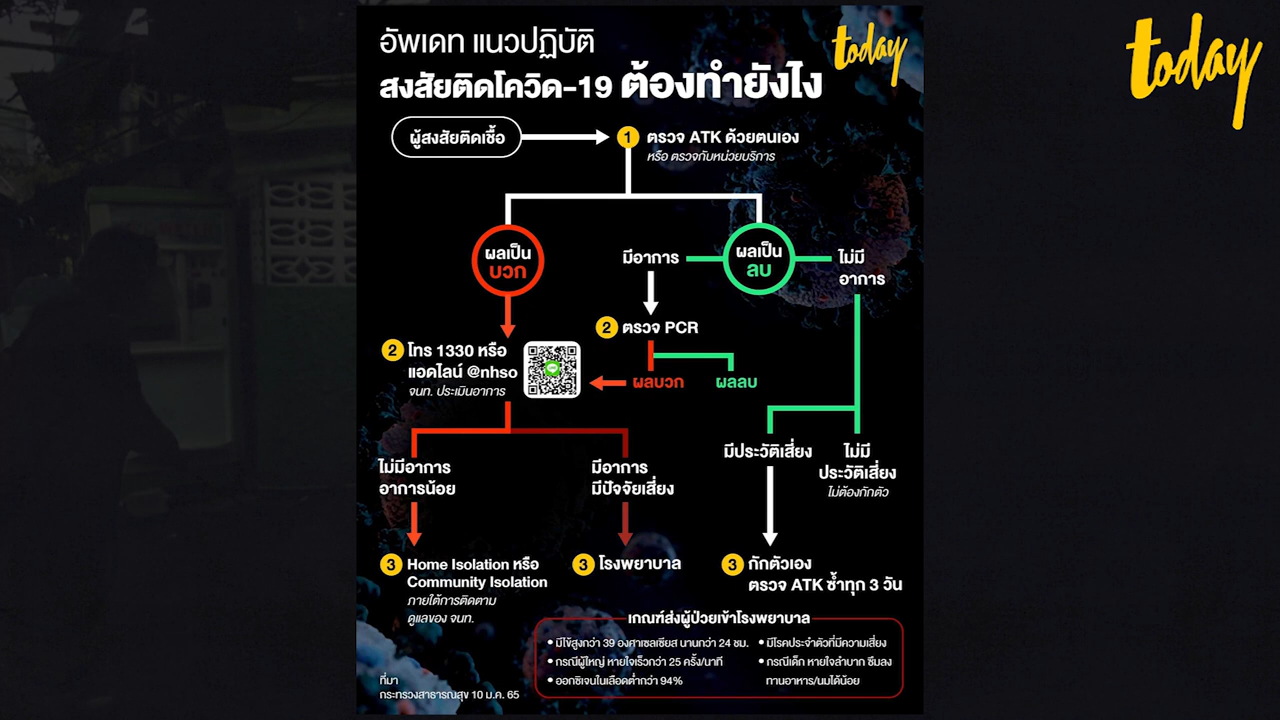 อัพเดท แนวปฏิบัติ
สงสัยติดโควิด-19 ต้องทำยังไง
today
today
ผู้สงสัยติดเชื้อ
1 ตรวจ ATK ด้วยตนเอง
หรือ ตรวจกับหน่วยบริการ
ผลเป็น
บวก
มีอาการ
ผลเป็น
ลบ
ไม่มี
อาการ
2 ตรวจ PCR
ผลบวก
ผลลบ
2 โทร 1330 หรือ
แอดไลน์ @nhso
จนท. ประเมินอาการ
LINE
ไม่มีอาการ
อาการน้อย
มีอาการ
มีปัจจัยเสี่ยง
มีประวัติเสี่ยง
ไม่มี
ประวัติเสี่ยง
ไม่ต้องกักตัว
3 Home Isolation หรือ
Community Isolation
ภายใต้การติดตาม
ดูแลของ จนท.
3 โรงพยาบาล
3 กักตัวเอง
ตรวจ ATK ซ้ำทุก 3 วัน
เกณฑ์ส่งผู้ป่วยเข้าโรงพยาบาล
• มีไข้สูงกว่า 39 องศาเซลเซียส นานกว่า 24 ชม.
• กรณีผู้ใหญ่ หายใจเร็วกว่า 25 ครั้ง/นาที
• ออกซิเจนในเลือดต่ำกว่า 94%
• มีโรคประจำตัวที่มีความเสี่ยง
• กรณีเด็ก หายใจลำบาก ซึมลง
ทานอาหาร/นมได้น้อย
ที่มา
กระทรวงสาธารณสุข 10 ม.ค. 65